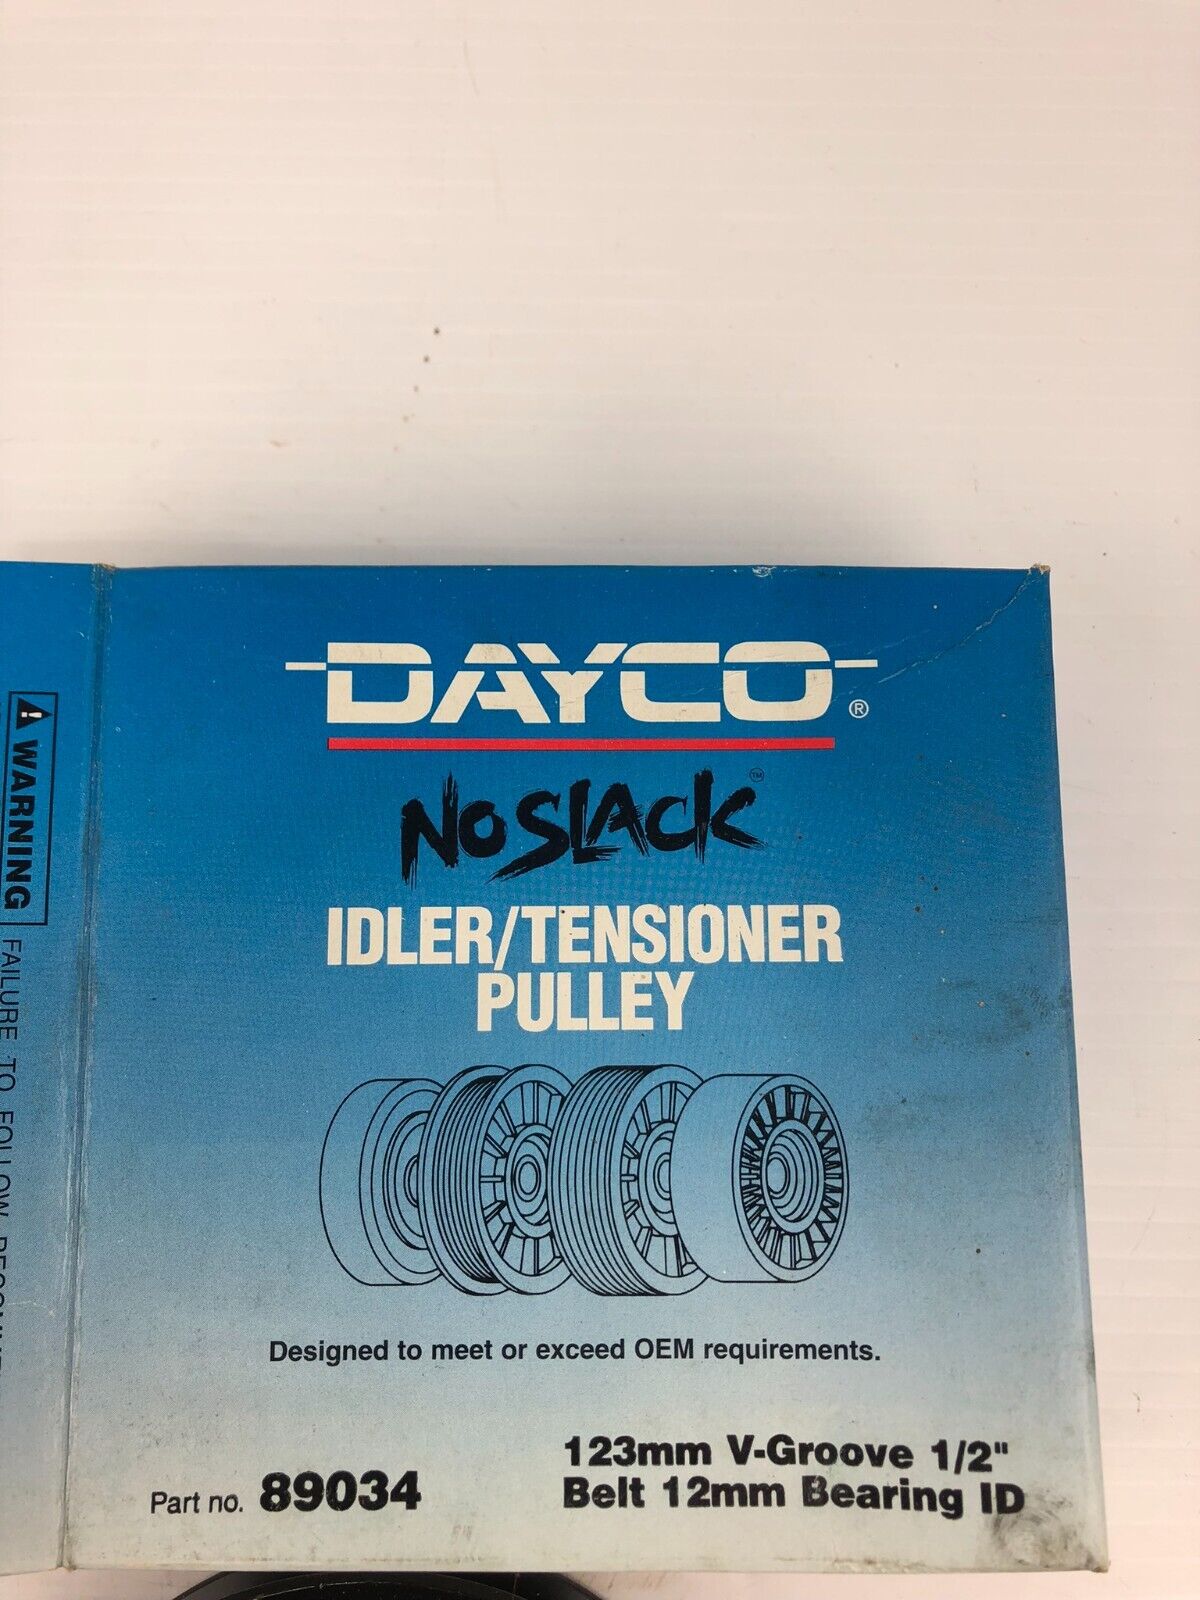 DAYCO®
NO SLACK™
IDLER/TENSIONER
PULLEY
Designed to meet or exceed OEM requirements.
Part no. 89034
123mm V-Groove 1/2"
Belt 12mm Bearing ID
WARNING
FAILURE TO FOLLOW